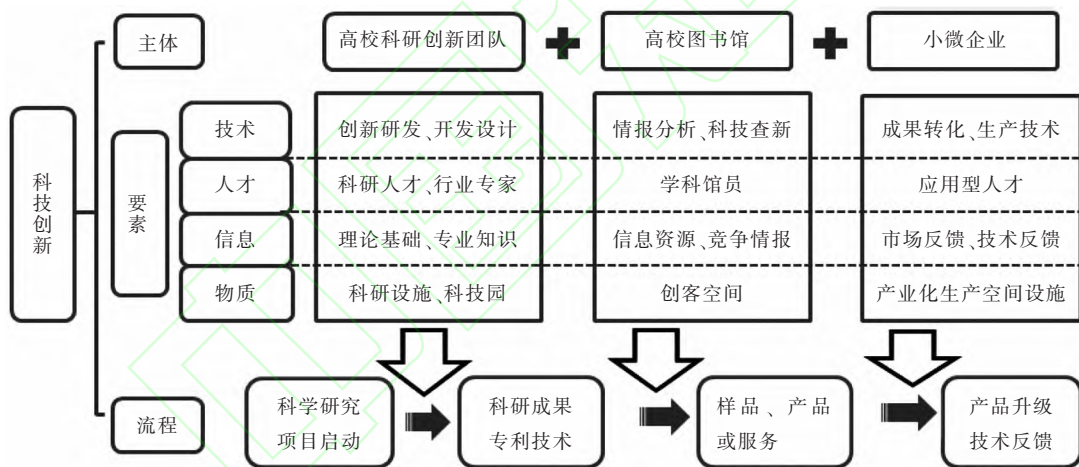 主体
高校科研创新团队
高校图书馆
小微企业
科技创新
要素
技术
创新研发、开发设计
情报分析、科技查新
成果转化、生产技术
人才
科研人才、行业专家
学科馆员
应用型人才
信息
理论基础、专业知识
信息资源、竞争情报
市场反馈、技术反馈
物质
科研设施、科技园
创客空间
产业化生产空间设施
流程
科学研究
项目启动
科研成果
专利技术
样品、产品
或服务
产品升级
技术反馈